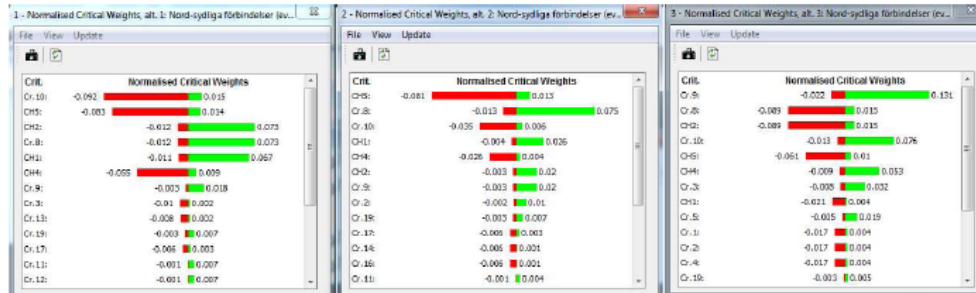 1 - Normalised Critical Weights, alt. 1: Nord-sydliga förbindelser (ev...
File View Update
Crit. Normalised Critical Weights
Cr.10: -0.092 0.015
CH5: -0.083 0.014
CH2: -0.012 0.073
Cr.8: -0.012 0.073
CH1: -0.011 0.067
CH4: -0.055 0.009
Cr.9: -0.003 0.018
Cr.3: -0.01 0.002
Cr.13: -0.008 0.002
Cr.19: -0.003 0.007
Cr.17: -0.006 0.003
Cr.11: -0.001 0.007
Cr.12: -0.001 0.007
2 - Normalised Critical Weights, alt. 2: Nord-sydliga förbindelser (ev...
File View Update
Crit. Normalised Critical Weights
CH5: -0.081 0.013
Cr.8: -0.013 0.075
Cr.10: -0.035 0.006
CH1: -0.004 0.026
CH4: -0.026 0.004
CH2: -0.003 0.02
Cr.9: -0.003 0.02
Cr.2: -0.002 0.01
Cr.19: -0.003 0.007
Cr.17: -0.006 0.003
Cr.14: -0.006 0.001
Cr.16: -0.006 0.001
Cr.11: -0.001 0.004
3 - Normalised Critical Weights, alt. 3: Nord-sydliga förbindelser (ev...
File View Update
Crit. Normalised Critical Weights
Cr.9: -0.022 0.131
Cr.8: -0.089 0.015
CH2: -0.089 0.015
Cr.10: -0.013 0.076
CH5: -0.061 0.01
CH4: -0.009 0.053
Cr.3: -0.008 0.032
CH1: -0.021 0.004
Cr.5: -0.005 0.019
Cr.1: -0.017 0.004
Cr.2: -0.017 0.004
Cr.4: -0.017 0.004
Cr.19: -0.003 0.005